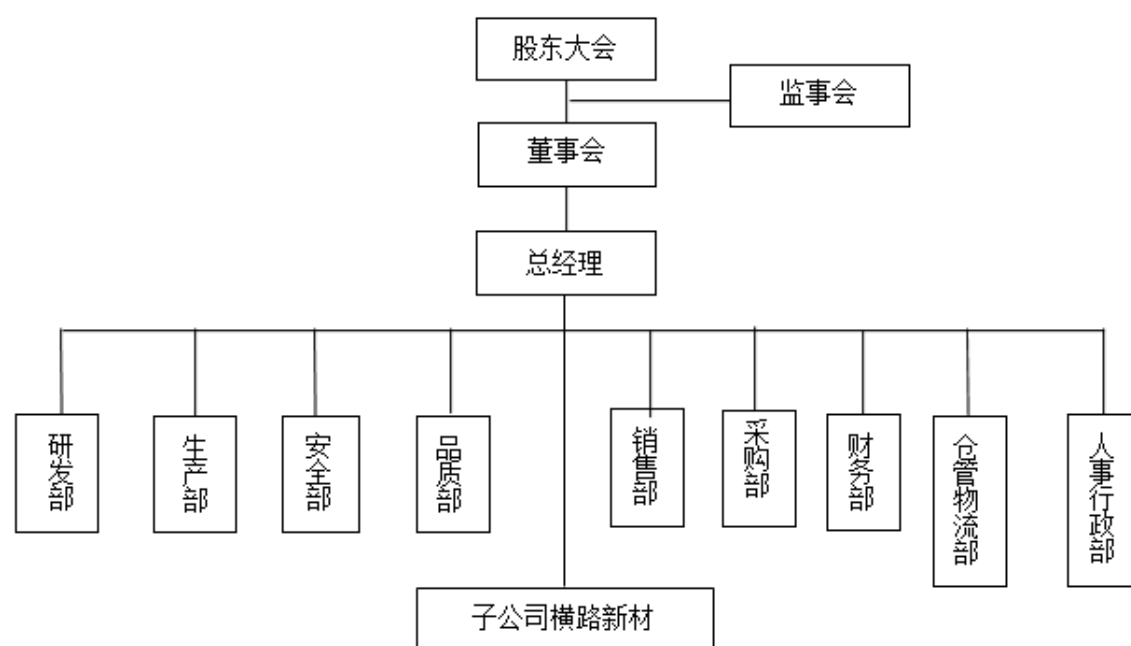 股东大会
监事会
董事会
总经理
研发部
生产部
安全部
品质部
销售部
采购部
财务部
仓管物流部
人事行政部
子公司横路新材